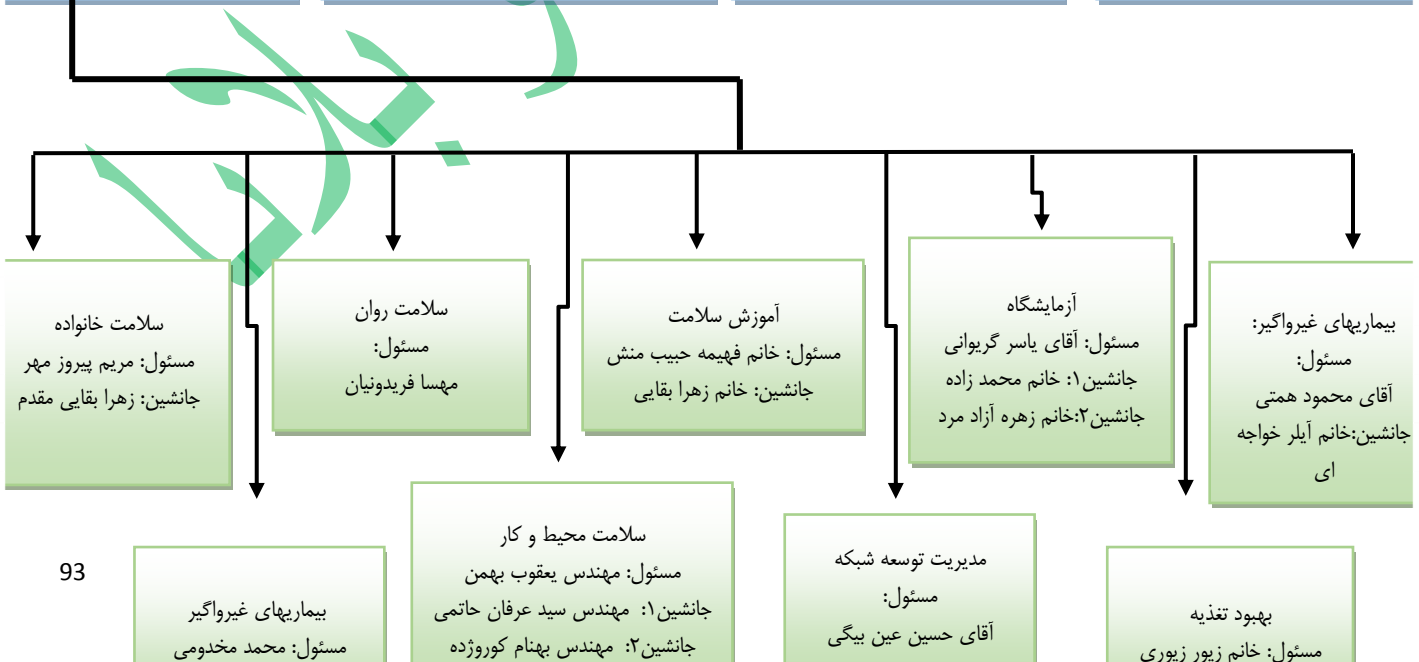 بیماریهای غیرواگیر:
مسئول:
آقای محمود همتی
جانشین:خانم آیلر خواجه
ای
آزمایشگاه
مسئول: آقای یاسر گریوانی
جانشین۱: خانم محمد زاده
جانشین۲:خانم زهره آزاد مرد
آموزش سلامت
مسئول: خانم فهیمه حبیب منش
جانشین: خانم زهرا بقایی
سلامت روان
مسئول:
مهسا فریدونیان
سلامت خانواده
مسئول: مریم پیروز مهر
جانشین: زهرا بقایی مقدم
بهبود تغذیه
مسئول: خانم زیور زیوری
مدیریت توسعه شبکه
مسئول:
آقای حسین عین بیگی
سلامت محیط و کار
مسئول: مهندس یعقوب بهمن
جانشین۱: مهندس سید عرفان حاتمی
جانشین۲: مهندس بهنام کوروژده
بیماریهای غیرواگیر
مسئول: محمد مخدومی
93